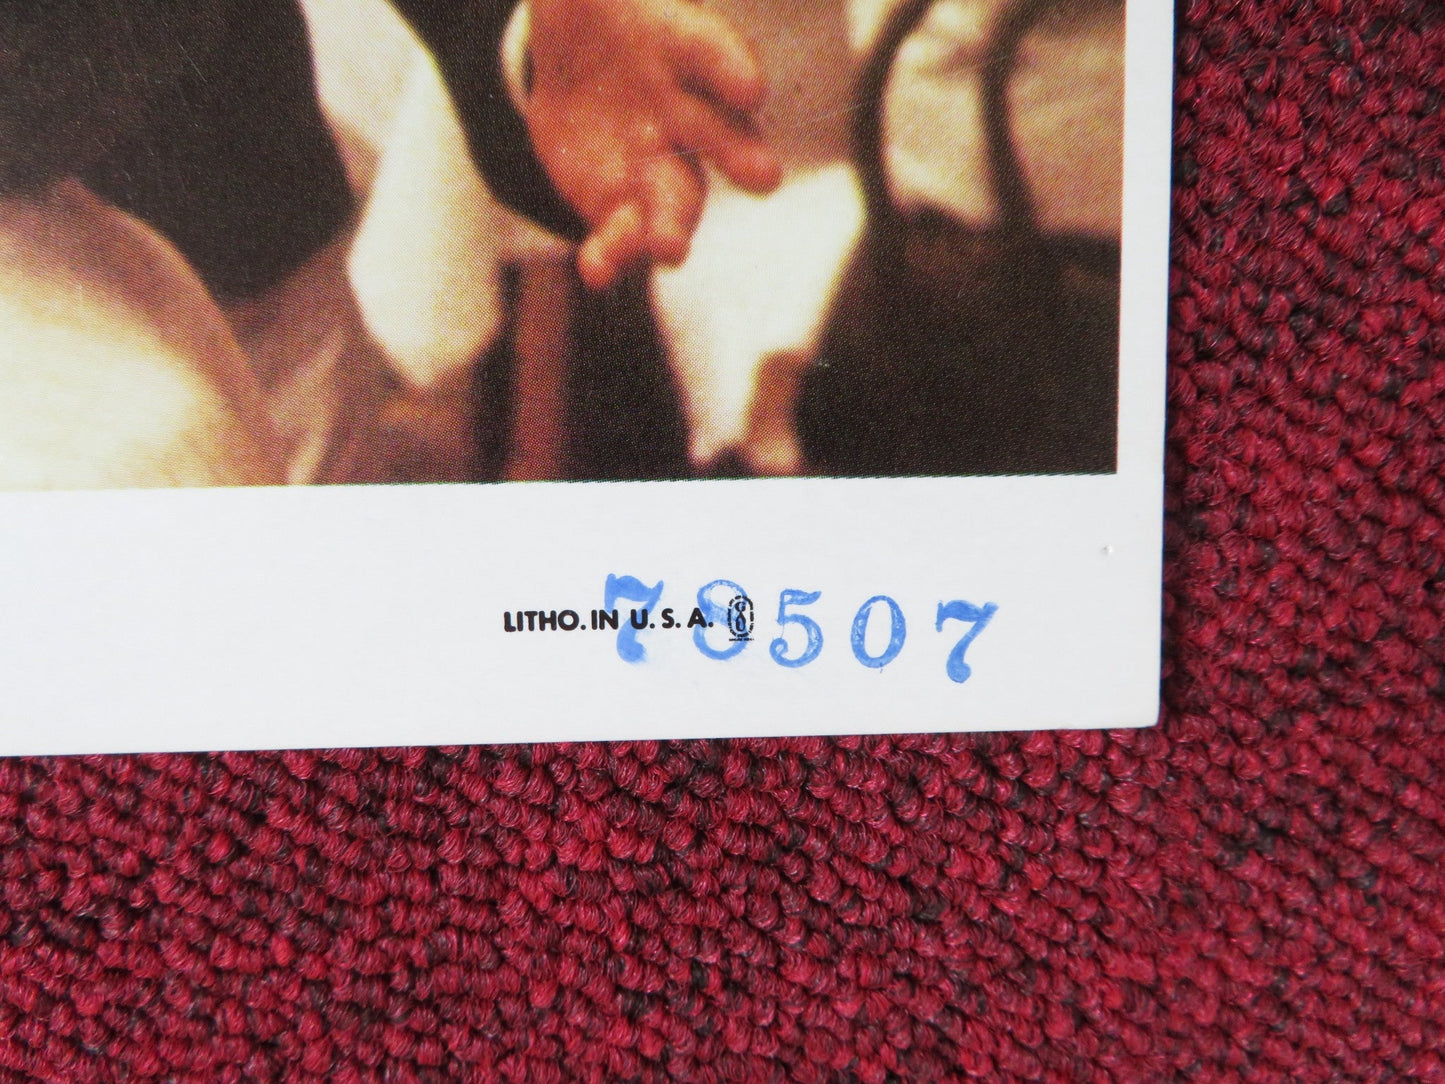 LITHO. IN U. S. A.
78507